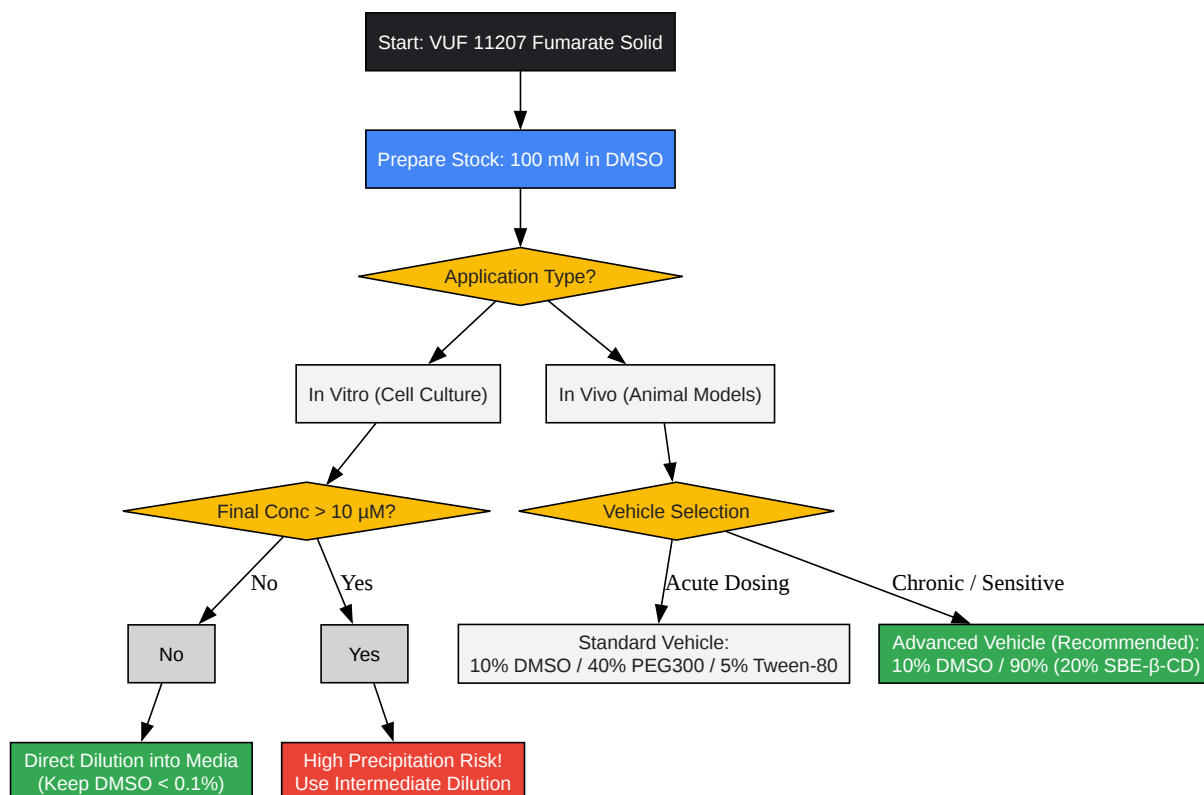 Start: VUF 11207 Fumarate Solid
Prepare Stock: 100 mM in DMSO
Application Type?
In Vitro (Cell Culture)
In Vivo (Animal Models)
Final Conc > 10 µM?
Vehicle Selection
No
Yes
Acute Dosing
Chronic / Sensitive
No
Yes
Standard Vehicle:
10% DMSO / 40% PEG300 / 5% Tween-80
Advanced Vehicle (Recommended):
10% DMSO / 90% (20% SBE-β-CD)
Direct Dilution into Media
(Keep DMSO < 0.1%)
High Precipitation Risk!
Use Intermediate Dilution